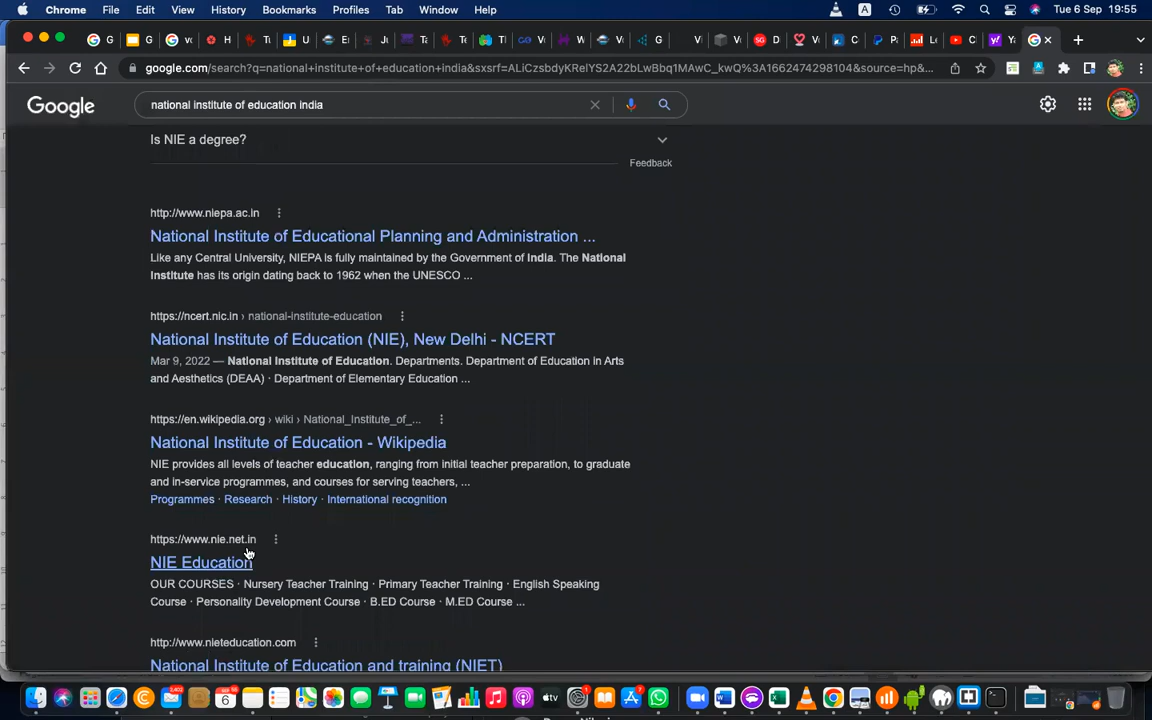 Chrome File Edit View History Bookmarks Profiles Tab Window Help A Tue 6 Sep 19:55
google.com/search?q=national+institute+of+education+india&sxsrf=ALiCzsbdyKRelYS2A22bLwBbq1MAwC_kwQ%3A1662474298104&source=hp&...
Google
national institute of education india
Is NIE a degree?
Feedback
http://www.niepa.ac.in
National Institute of Educational Planning and Administration ...
Like any Central University, NIEPA is fully maintained by the Government of India. The National
Institute has its origin dating back to 1962 when the UNESCO ...
https://ncert.nic.in › national-institute-education
National Institute of Education (NIE), New Delhi - NCERT
Mar 9, 2022 — National Institute of Education. Departments. Department of Education in Arts
and Aesthetics (DEAA) · Department of Elementary Education ...
https://en.wikipedia.org › wiki › National_Institute_of_...
National Institute of Education - Wikipedia
NIE provides all levels of teacher education, ranging from initial teacher preparation, to graduate
and in-service programmes, and courses for serving teachers, ...
Programmes · Research · History · International recognition
https://www.nie.net.in
NIE Education
OUR COURSES · Nursery Teacher Training · Primary Teacher Training · English Speaking
Course · Personality Development Course · B.ED Course · M.ED Course ...
http://www.nieteducation.com
National Institute of Education and training (NIET)